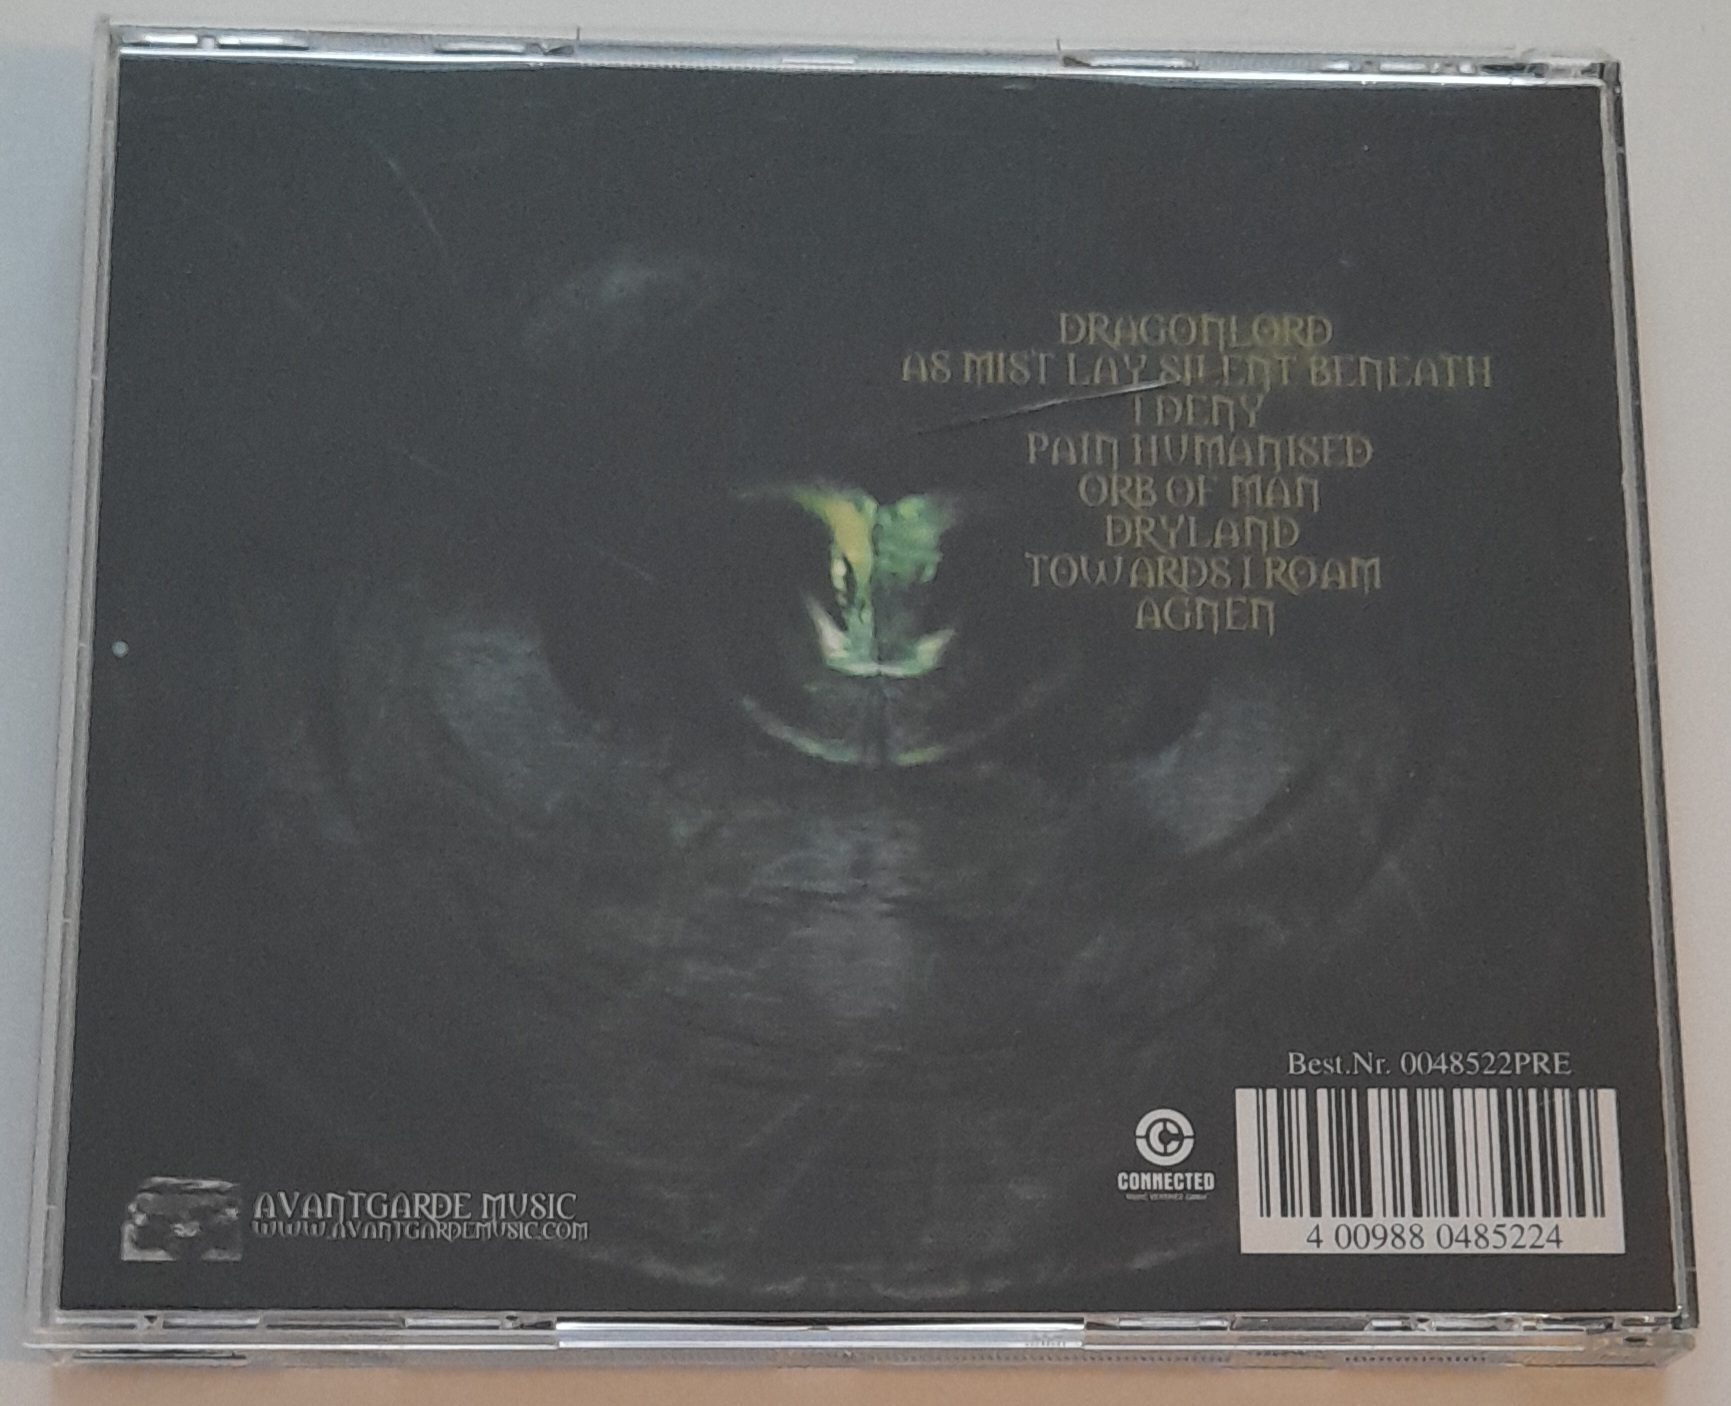 DRAGONLORD
AS MIST LAY SILENT BENEATH
I DENY
PAIN HUMANISED
ORB OF MAN
DRYLAND
TOWARDS I ROAM
AGNEN
Best.Nr. 0048522PRE
CONNECTED
4 00988 0485224
AVANTGARDE MUSIC
WWW.AVANTGARDEMUSIC.COM